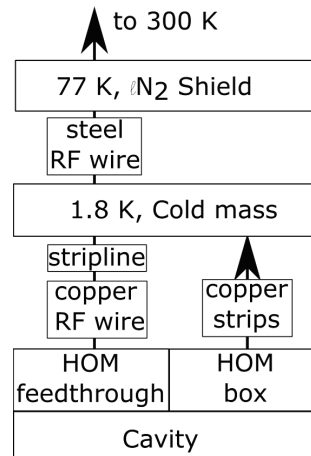 to 300 K
77 K, ℓN₂ Shield
steel
RF wire
1.8 K, Cold mass
stripline
copper
RF wire
copper
strips
HOM
feedthrough
HOM
box
Cavity